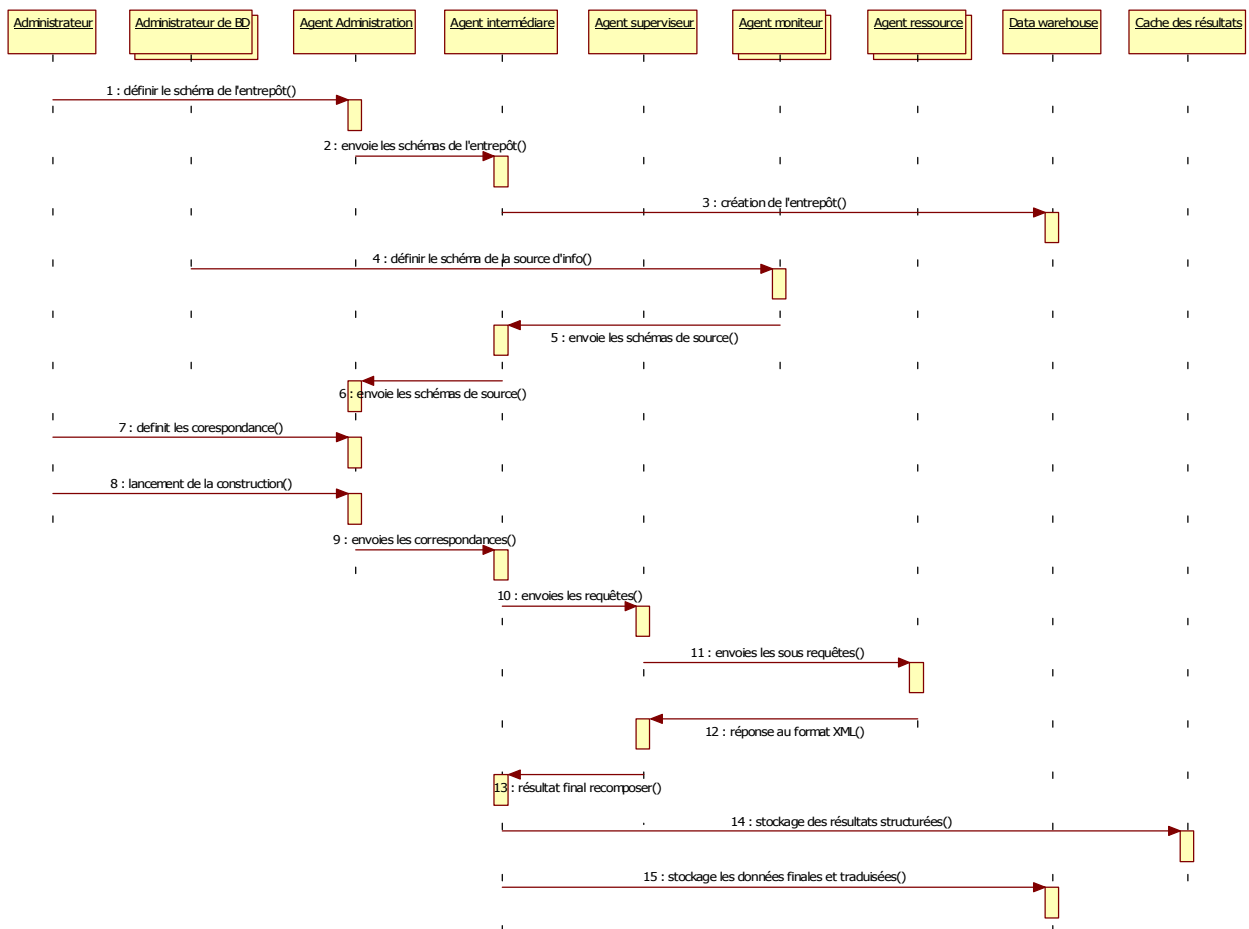 Administrateur
Administrateur de BD
Agent Administration
Agent intermédiare
Agent superviseur
Agent moniteur
Agent ressource
Data warehouse
Cache des résultats
1 : définir le schéma de l'entrepôt()
2 : envoie les schémas de l'entrepôt()
3 : création de l'entrepôt()
4 : définir le schéma de la source d'info()
5 : envoie les schémas de source()
6 : envoie les schémas de source()
7 : definit les corespondance()
8 : lancement de la construction()
9 : envoies les correspondances()
10 : envoies les requêtes()
11 : envoies les sous requêtes()
12 : réponse au format XML()
13 : résultat final recomposer()
14 : stockage des résultats structurées()
15 : stockage les données finales et traduisées()